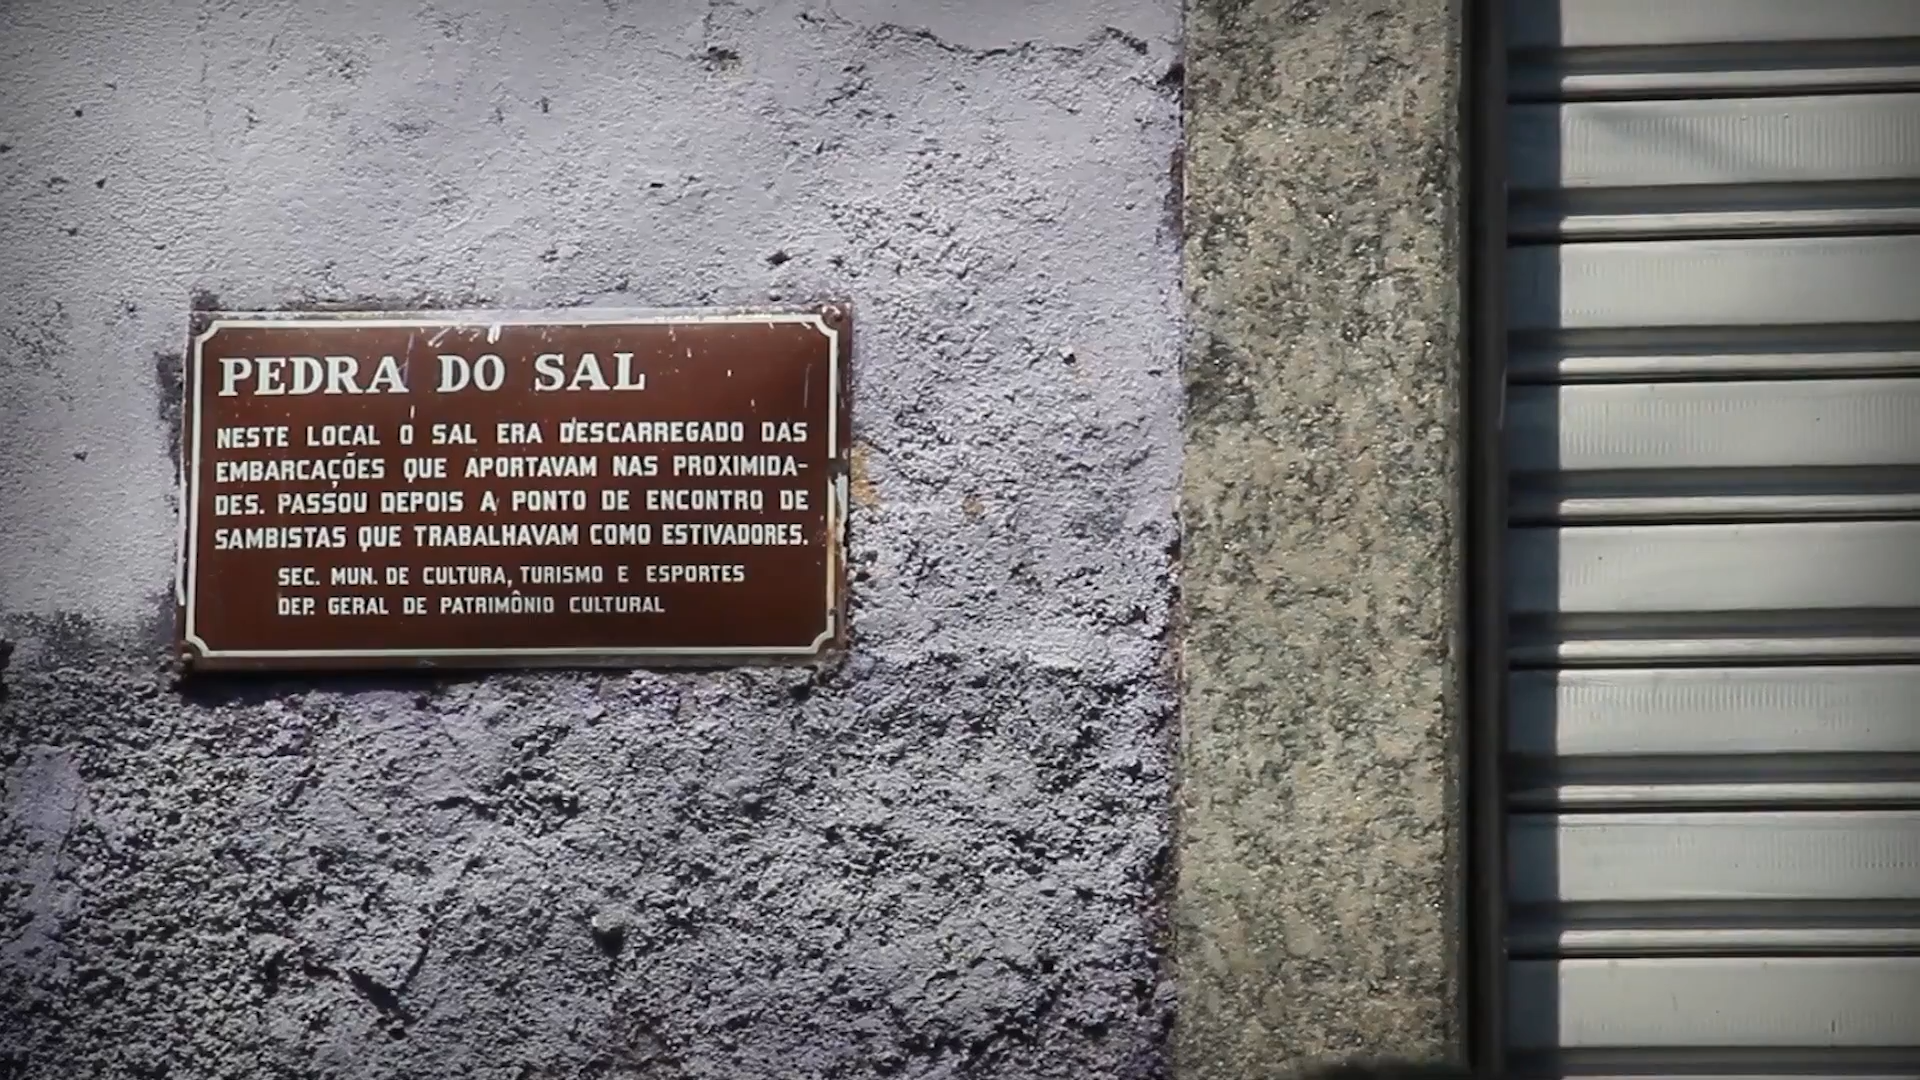 PEDRA DO SAL
NESTE LOCAL O SAL ERA DESCARREGADO DAS
EMBARCAÇÕES QUE APORTAVAM NAS PROXIMIDA-
DES. PASSOU DEPOIS A PONTO DE ENCONTRO DE
SAMBISTAS QUE TRABALHAVAM COMO ESTIVADORES.
SEC. MUN. DE CULTURA, TURISMO E ESPORTES
DEP. GERAL DE PATRIMÔNIO CULTURAL